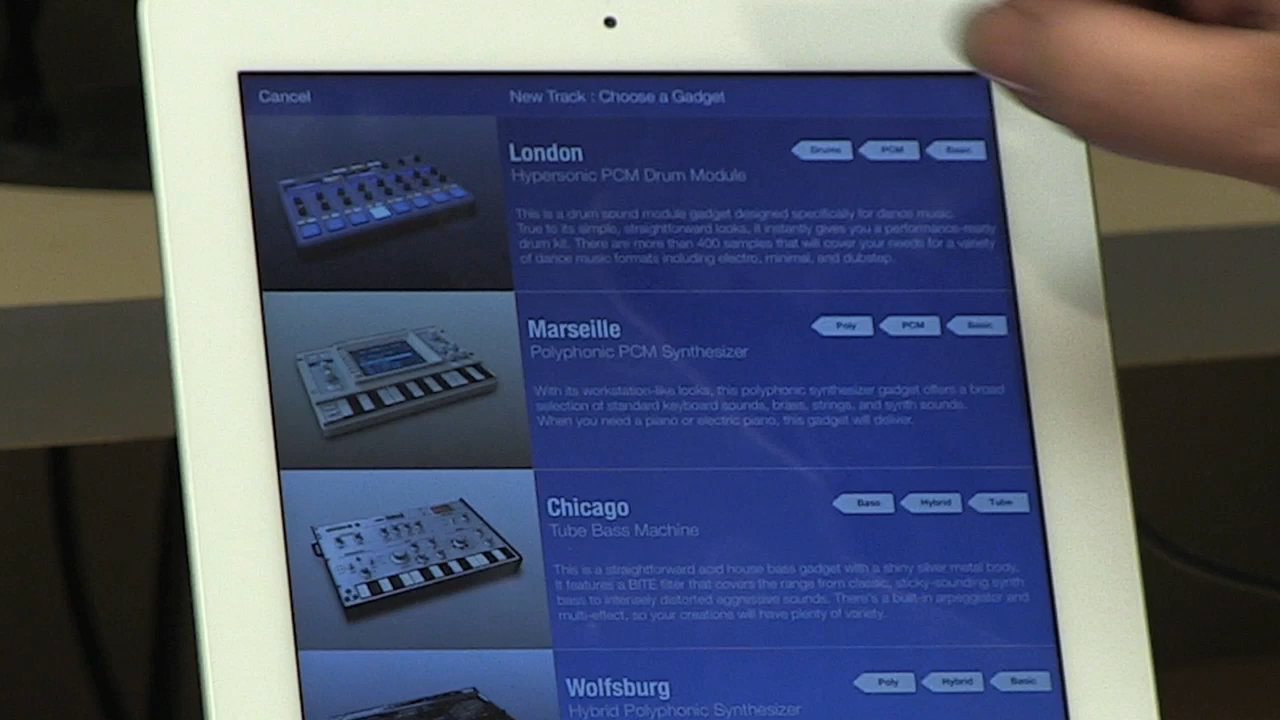 Cancel
New Track : Choose a Gadget
London
Drums
PCM
Basic
Hypersonic PCM Drum Module
This is a drum sound module gadget designed specifically for dance music.
True to its simple, straightforward looks, it instantly gives you a performance-ready
drum kit. There are more than 400 samples that will cover your needs for a variety
of dance music formats including electro, minimal, and dubstep.
Marseille
Poly
PCM
Basic
Polyphonic PCM Synthesizer
With its workstation-like looks, this polyphonic synthesizer gadget offers a broad
selection of standard keyboard sounds, brass, strings, and synth sounds.
When you need a piano or electric piano, this gadget will deliver.
Chicago
Bass
Hybrid
Tube
Tube Bass Machine
This is a straightforward acid house bass gadget with a shiny silver metal body.
It features a BITE filter that covers the range from classic, sticky-sounding synth
bass to intensely distorted aggressive sounds. There's a built-in arpeggiator and
multi-effect, so your creations will have plenty of variety.
Wolfsburg
Poly
Hybrid
Basic
Hybrid Polyphonic Synthesizer